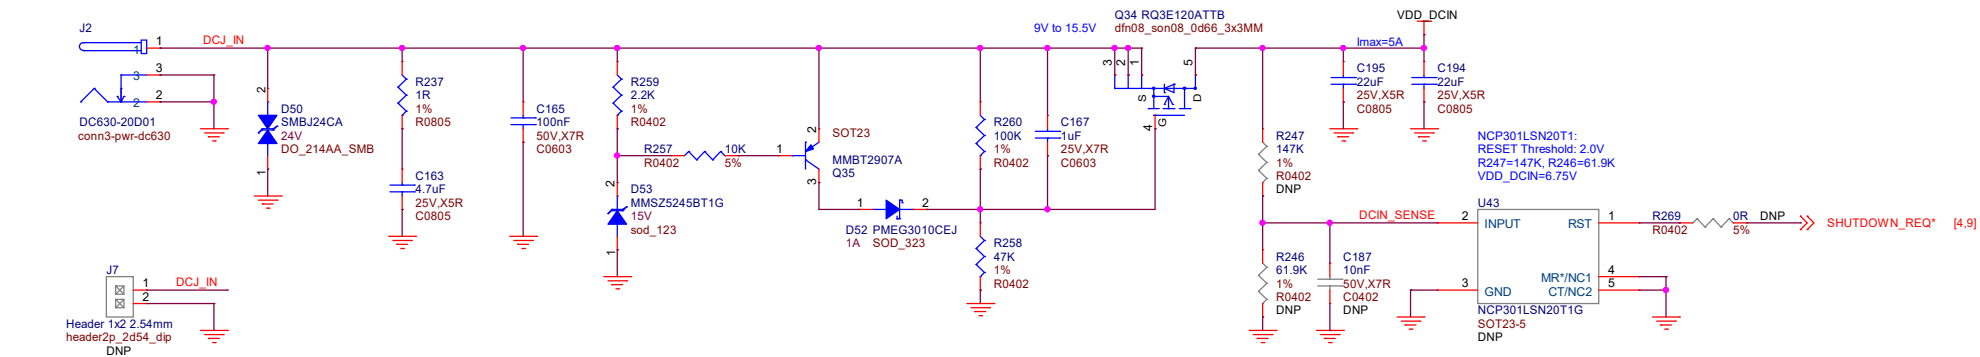 J2
1
1
DCJ_IN
3
3
2
2
DC630-20D01
conn3-pwr-dc630
2
D50
SMBJ24CA
24V
DO_214AA_SMB
1
R237
1R
1%
R0805
C163
4.7uF
25V,X5R
C0805
C165
100nF
50V,X7R
C0603
R259
2.2K
1%
R0402
R257
R0402
10K
5%
2
D53
MMSZ5245BT1G
15V
sod_123
1
1
2
3
SOT23
MMBT2907A
Q35
1
2
D52 PMEG3010CEJ
1A SOD_323
R260
100K
1%
R0402
C167
1uF
25V,X7R
C0603
R258
47K
1%
R0402
9V to 15.5V
Q34 RQ3E120ATTB
dfn08_son08_0d66_3x3MM
3
2
1
5
S
D
4
G
VDD_DCIN
Imax=5A
C195
22uF
25V,X5R
C0805
C194
22uF
25V,X5R
C0805
R247
147K
1%
R0402
DNP
NCP301LSN20T1:
RESET Threshold: 2.0V
R247=147K, R246=61.9K
VDD_DCIN=6.75V
DCIN_SENSE
R246
61.9K
1%
R0402
DNP
C187
10nF
50V,X7R
C0402
DNP
U43
2
INPUT
RST
1
3
GND
MR*/NC1
4
CT/NC2
5
NCP301LSN20T1G
SOT23-5
DNP
R269
R0402
0R
5%
DNP
SHUTDOWN_REQ*
[4,9]
J7
1
DCJ_IN
2
Header 1x2 2.54mm
header2p_2d54_dip
DNP